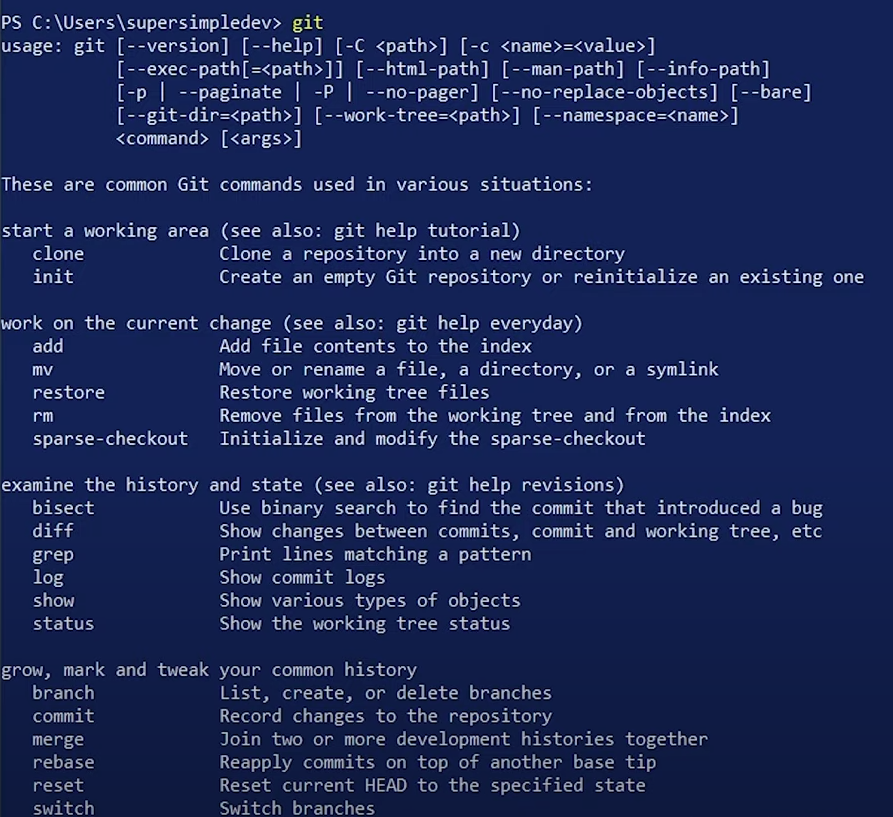 PS C:\Users\supersimpledev> git
usage: git [--version] [--help] [-C <path>] [-c <name>=<value>]
           [--exec-path[=<path>]] [--html-path] [--man-path] [--info-path]
           [-p | --paginate | -P | --no-pager] [--no-replace-objects] [--bare]
           [--git-dir=<path>] [--work-tree=<path>] [--namespace=<name>]
           <command> [<args>]

These are common Git commands used in various situations:

start a working area (see also: git help tutorial)
   clone             Clone a repository into a new directory
   init              Create an empty Git repository or reinitialize an existing one

work on the current change (see also: git help everyday)
   add               Add file contents to the index
   mv                Move or rename a file, a directory, or a symlink
   restore           Restore working tree files
   rm                Remove files from the working tree and from the index
   sparse-checkout   Initialize and modify the sparse-checkout

examine the history and state (see also: git help revisions)
   bisect            Use binary search to find the commit that introduced a bug
   diff              Show changes between commits, commit and working tree, etc
   grep              Print lines matching a pattern
   log               Show commit logs
   show              Show various types of objects
   status            Show the working tree status

grow, mark and tweak your common history
   branch            List, create, or delete branches
   commit            Record changes to the repository
   merge             Join two or more development histories together
   rebase            Reapply commits on top of another base tip
   reset             Reset current HEAD to the specified state
   switch            Switch branches